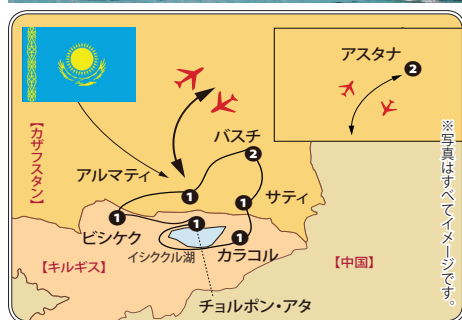 アスタナ
2
バスチ
2
【カザフスタン】
アルマティ
1
サティ
1
1
1
1
ビシケク
イシククル湖
カラコル
【キルギス】
【中国】
チョルポン・アタ
※写真はすべてイメージです。